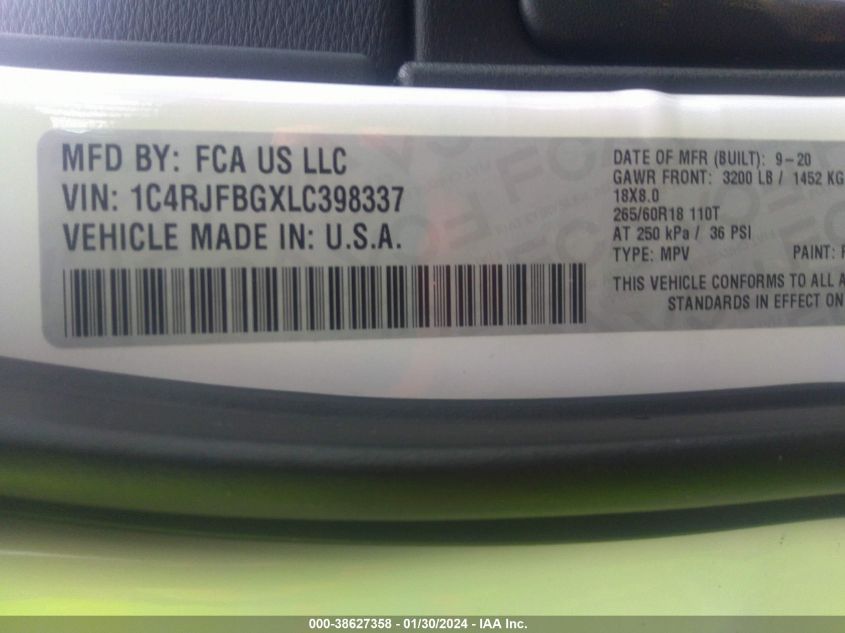 MFD BY: FCA US LLC
VIN: 1C4RJFBGXLC398337
VEHICLE MADE IN: U.S.A.
DATE OF MFR (BUILT): 9-20
GAWR FRONT: 3200 LB / 1452 KG
18X8.0
265/60R18 110T
AT 250 kPa / 36 PSI
TYPE: MPV PAINT: P
THIS VEHICLE CONFORMS TO ALL A
STANDARDS IN EFFECT ON
000-38627358 - 01/30/2024 - IAA Inc.